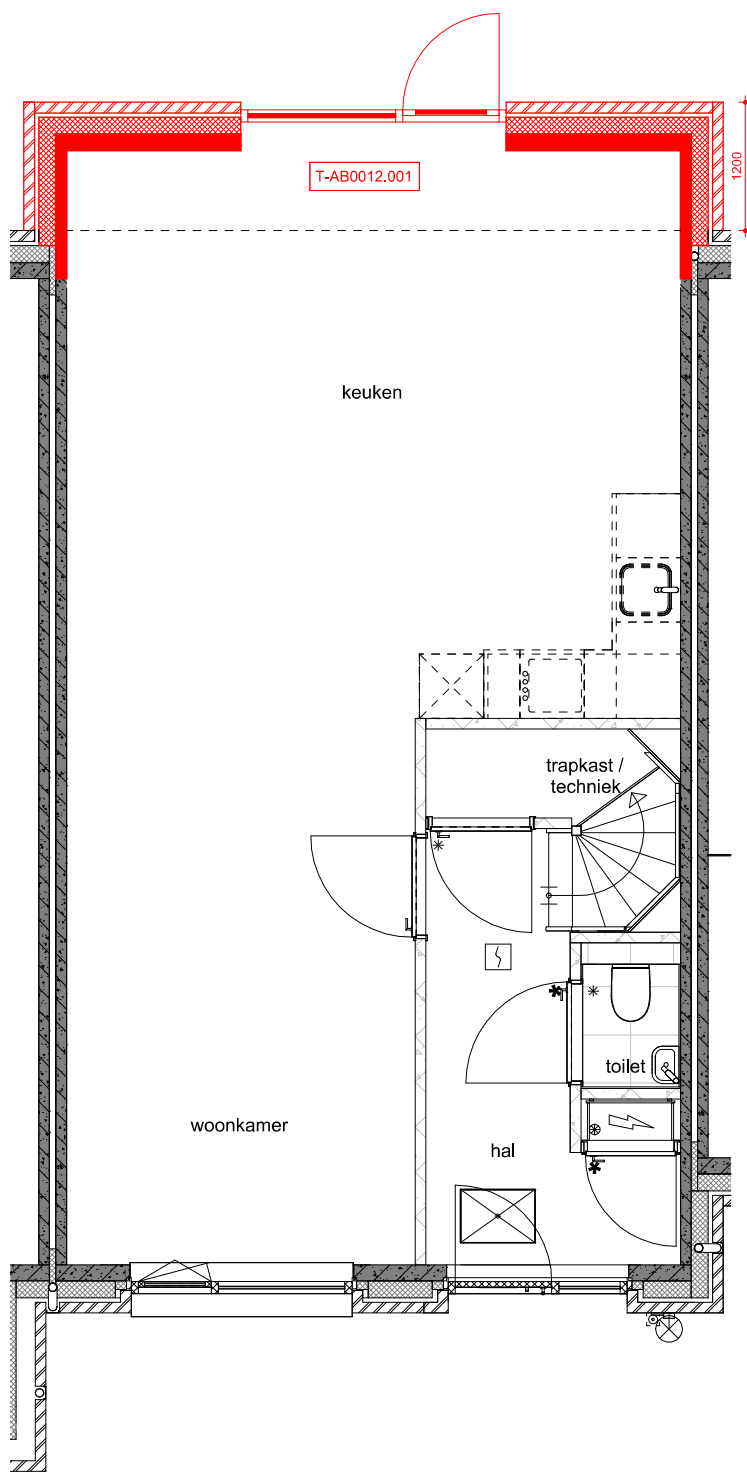 T-AB0012.001
1200
keuken
trapkast /
techniek
toilet
woonkamer
hal